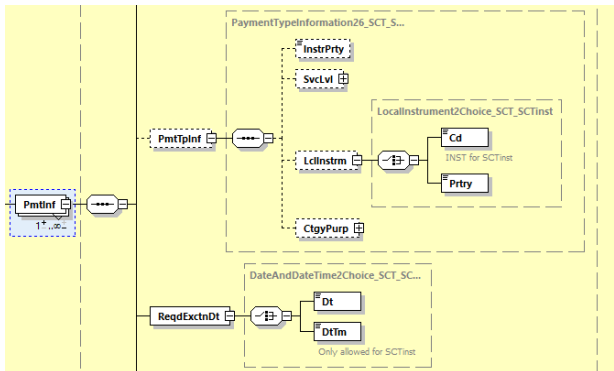 PaymentTypeInformation26_SCT_S...
InstrPrty
SvcLvl
LocalInstrument2Choice_SCT_SCTinst
PmtTpInf
LclInstrm
Cd
INST for SCTinst
Prtry
PmtInf
1..∞
CtgyPurp
DateAndDateTime2Choice_SCT_SC...
ReqdExctnDt
Dt
DtTm
Only allowed for SCTinst